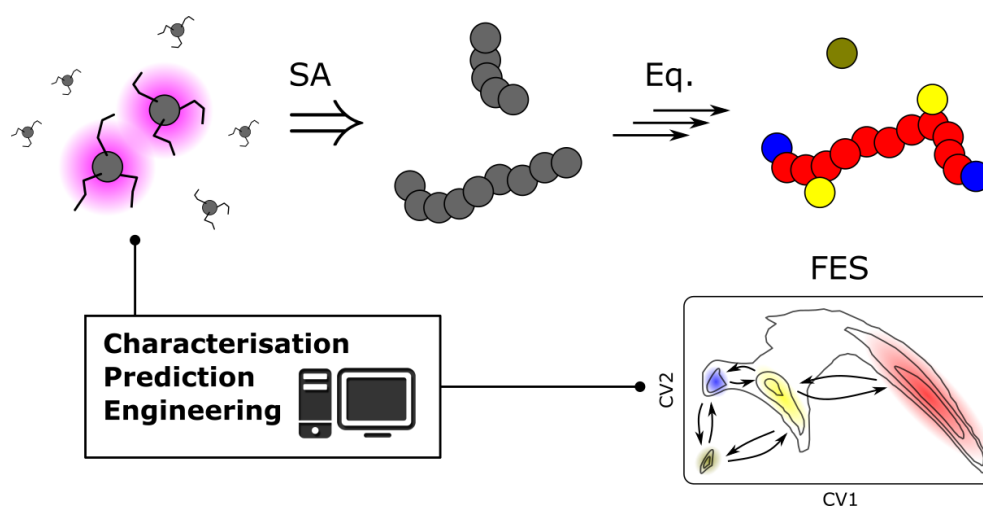 SA
Eq.
FES
Characterisation
Prediction
Engineering
CV2
CV1